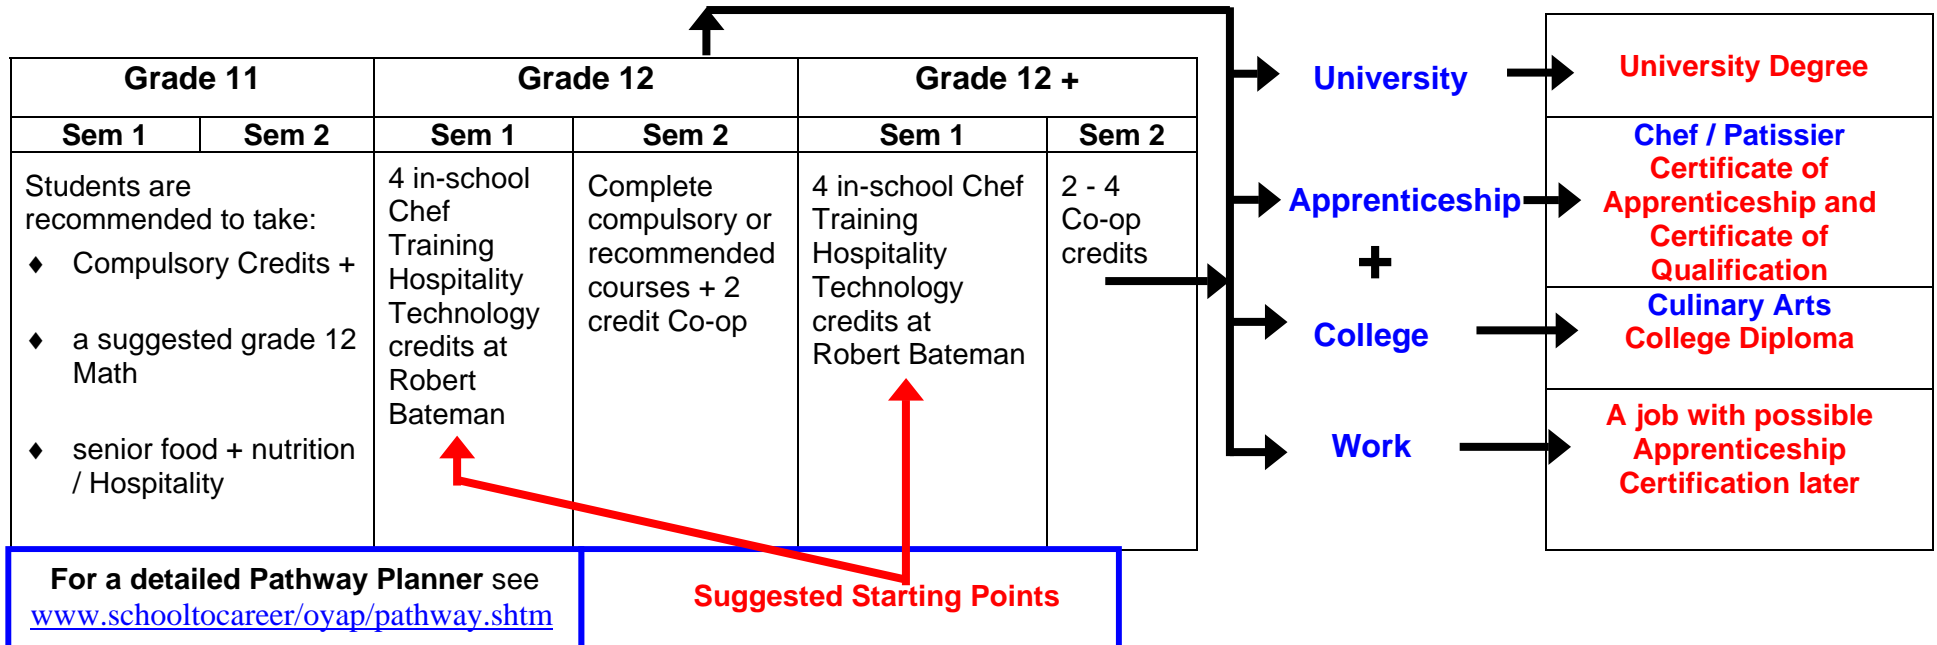 Grade 11
Grade 12
Grade 12 +
Sem 1
Sem 2
Sem 1
Sem 2
Sem 1
Sem 2
Students are
recommended to take:
♦ Compulsory Credits +
♦ a suggested grade 12
Math
♦ senior food + nutrition
/ Hospitality
4 in-school
Chef
Training
Hospitality
Technology
credits at
Robert
Bateman
Complete
compulsory or
recommended
courses + 2
credit Co-op
4 in-school Chef
Training
Hospitality
Technology
credits at
Robert Bateman
2 - 4
Co-op
credits
For a detailed Pathway Planner see
www.schooltocareer/oyap/pathway.shtm
Suggested Starting Points
University
Apprenticeship
+
College
Work
University Degree
Chef / Patissier
Certificate of
Apprenticeship and
Certificate of
Qualification
Culinary Arts
College Diploma
A job with possible
Apprenticeship
Certification later